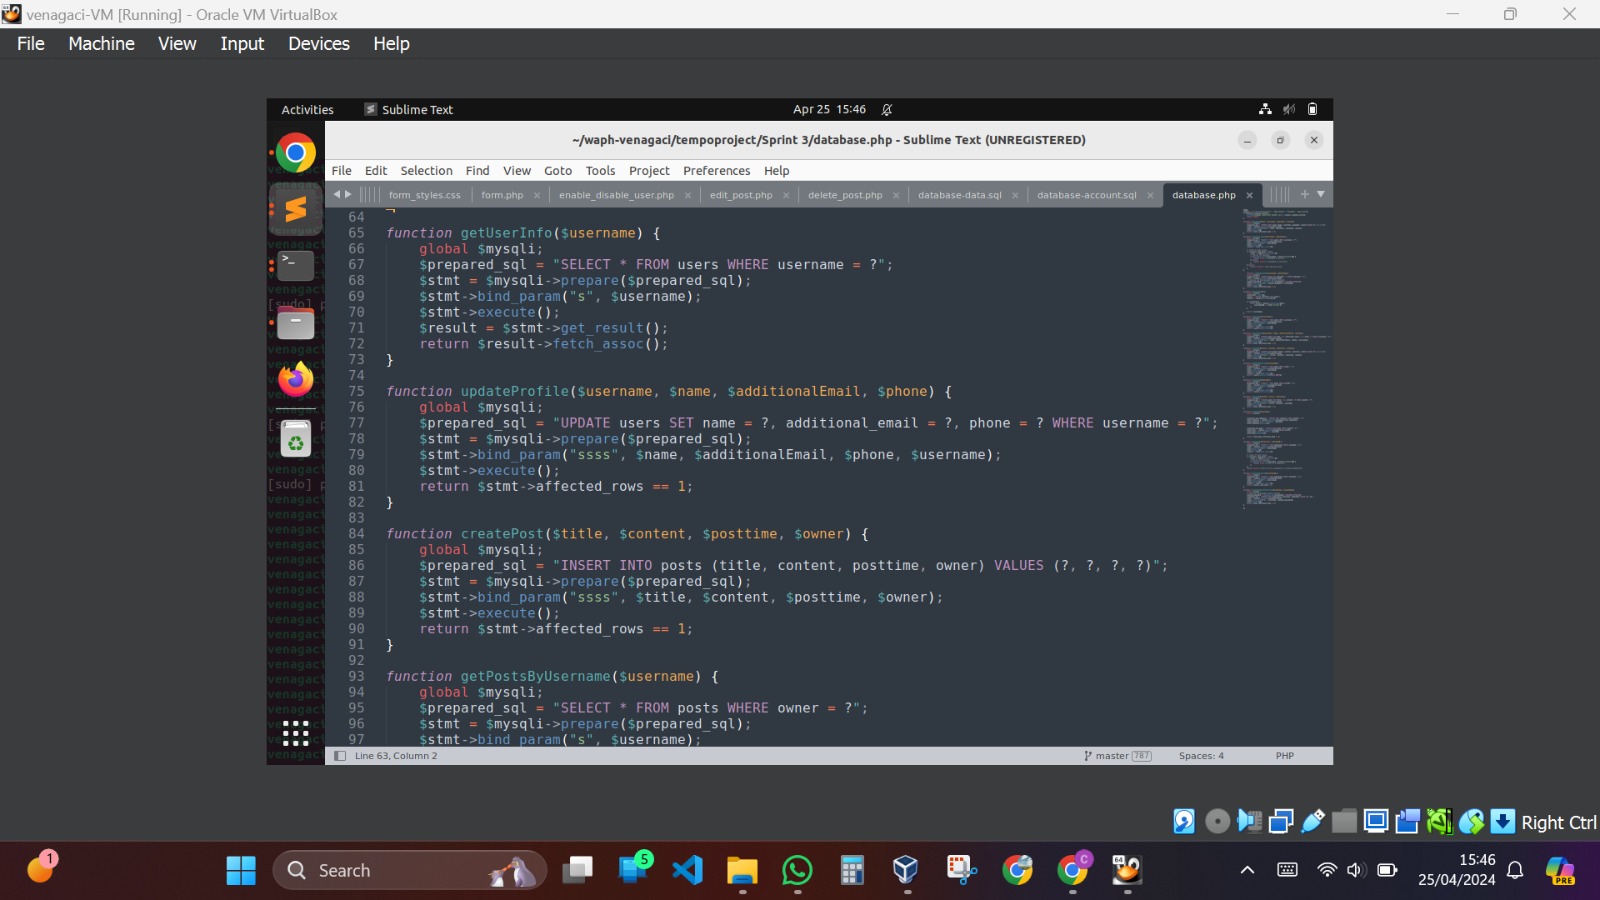 venagaci-VM [Running] - Oracle VM VirtualBox
File Machine View Input Devices Help
Activities Sublime Text Apr 25 15:46
~/waph-venagaci/tempoproject/Sprint 3/database.php - Sublime Text (UNREGISTERED)
File Edit Selection Find View Goto Tools Project Preferences Help
form_styles.css form.php enable_disable_user.php edit_post.php delete_post.php database-data.sql database-account.sql database.php
64
65 function getUserInfo($username) {
66 global $mysqli;
67 $prepared_sql = "SELECT * FROM users WHERE username = ?";
68 $stmt = $mysqli->prepare($prepared_sql);
69 $stmt->bind_param("s", $username);
70 $stmt->execute();
71 $result = $stmt->get_result();
72 return $result->fetch_assoc();
73 }
74
75 function updateProfile($username, $name, $additionalEmail, $phone) {
76 global $mysqli;
77 $prepared_sql = "UPDATE users SET name = ?, additional_email = ?, phone = ? WHERE username = ?";
78 $stmt = $mysqli->prepare($prepared_sql);
79 $stmt->bind_param("ssss", $name, $additionalEmail, $phone, $username);
80 $stmt->execute();
81 return $stmt->affected_rows == 1;
82 }
83
84 function createPost($title, $content, $posttime, $owner) {
85 global $mysqli;
86 $prepared_sql = "INSERT INTO posts (title, content, posttime, owner) VALUES (?, ?, ?, ?)";
87 $stmt = $mysqli->prepare($prepared_sql);
88 $stmt->bind_param("ssss", $title, $content, $posttime, $owner);
89 $stmt->execute();
90 return $stmt->affected_rows == 1;
91 }
92
93 function getPostsByUsername($username) {
94 global $mysqli;
95 $prepared_sql = "SELECT * FROM posts WHERE owner = ?";
96 $stmt = $mysqli->prepare($prepared_sql);
97 $stmt->bind_param("s", $username);
Line 63, Column 2 master 787 Spaces: 4 PHP
Right Ctrl
1 Search 5 C 64 15:46 PRE
25/04/2024